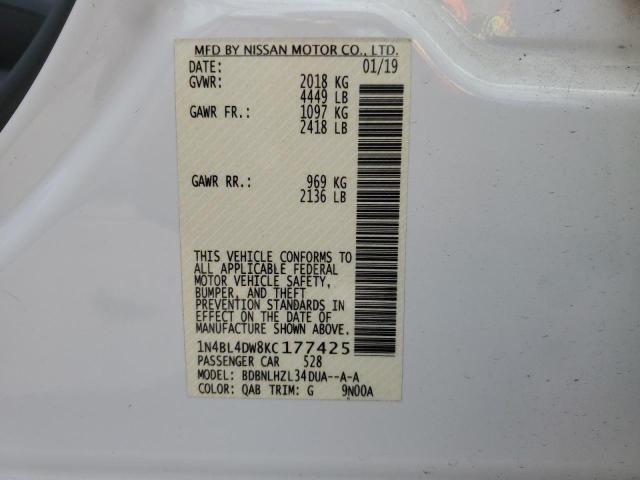 MFD BY NISSAN MOTOR CO., LTD.
DATE: 01/19
GVWR: 2018 KG
4449 LB
GAWR FR.: 1097 KG
2418 LB
GAWR RR.: 969 KG
2136 LB
THIS VEHICLE CONFORMS TO
ALL APPLICABLE FEDERAL
MOTOR VEHICLE SAFETY,
BUMPER, AND THEFT
PREVENTION STANDARDS IN
EFFECT ON THE DATE OF
MANUFACTURE SHOWN ABOVE.
1N4BL4DW8KC177425
PASSENGER CAR 528
MODEL: BDBNLHZL34DUA--A-A
COLOR: QAB TRIM: G 9N00A